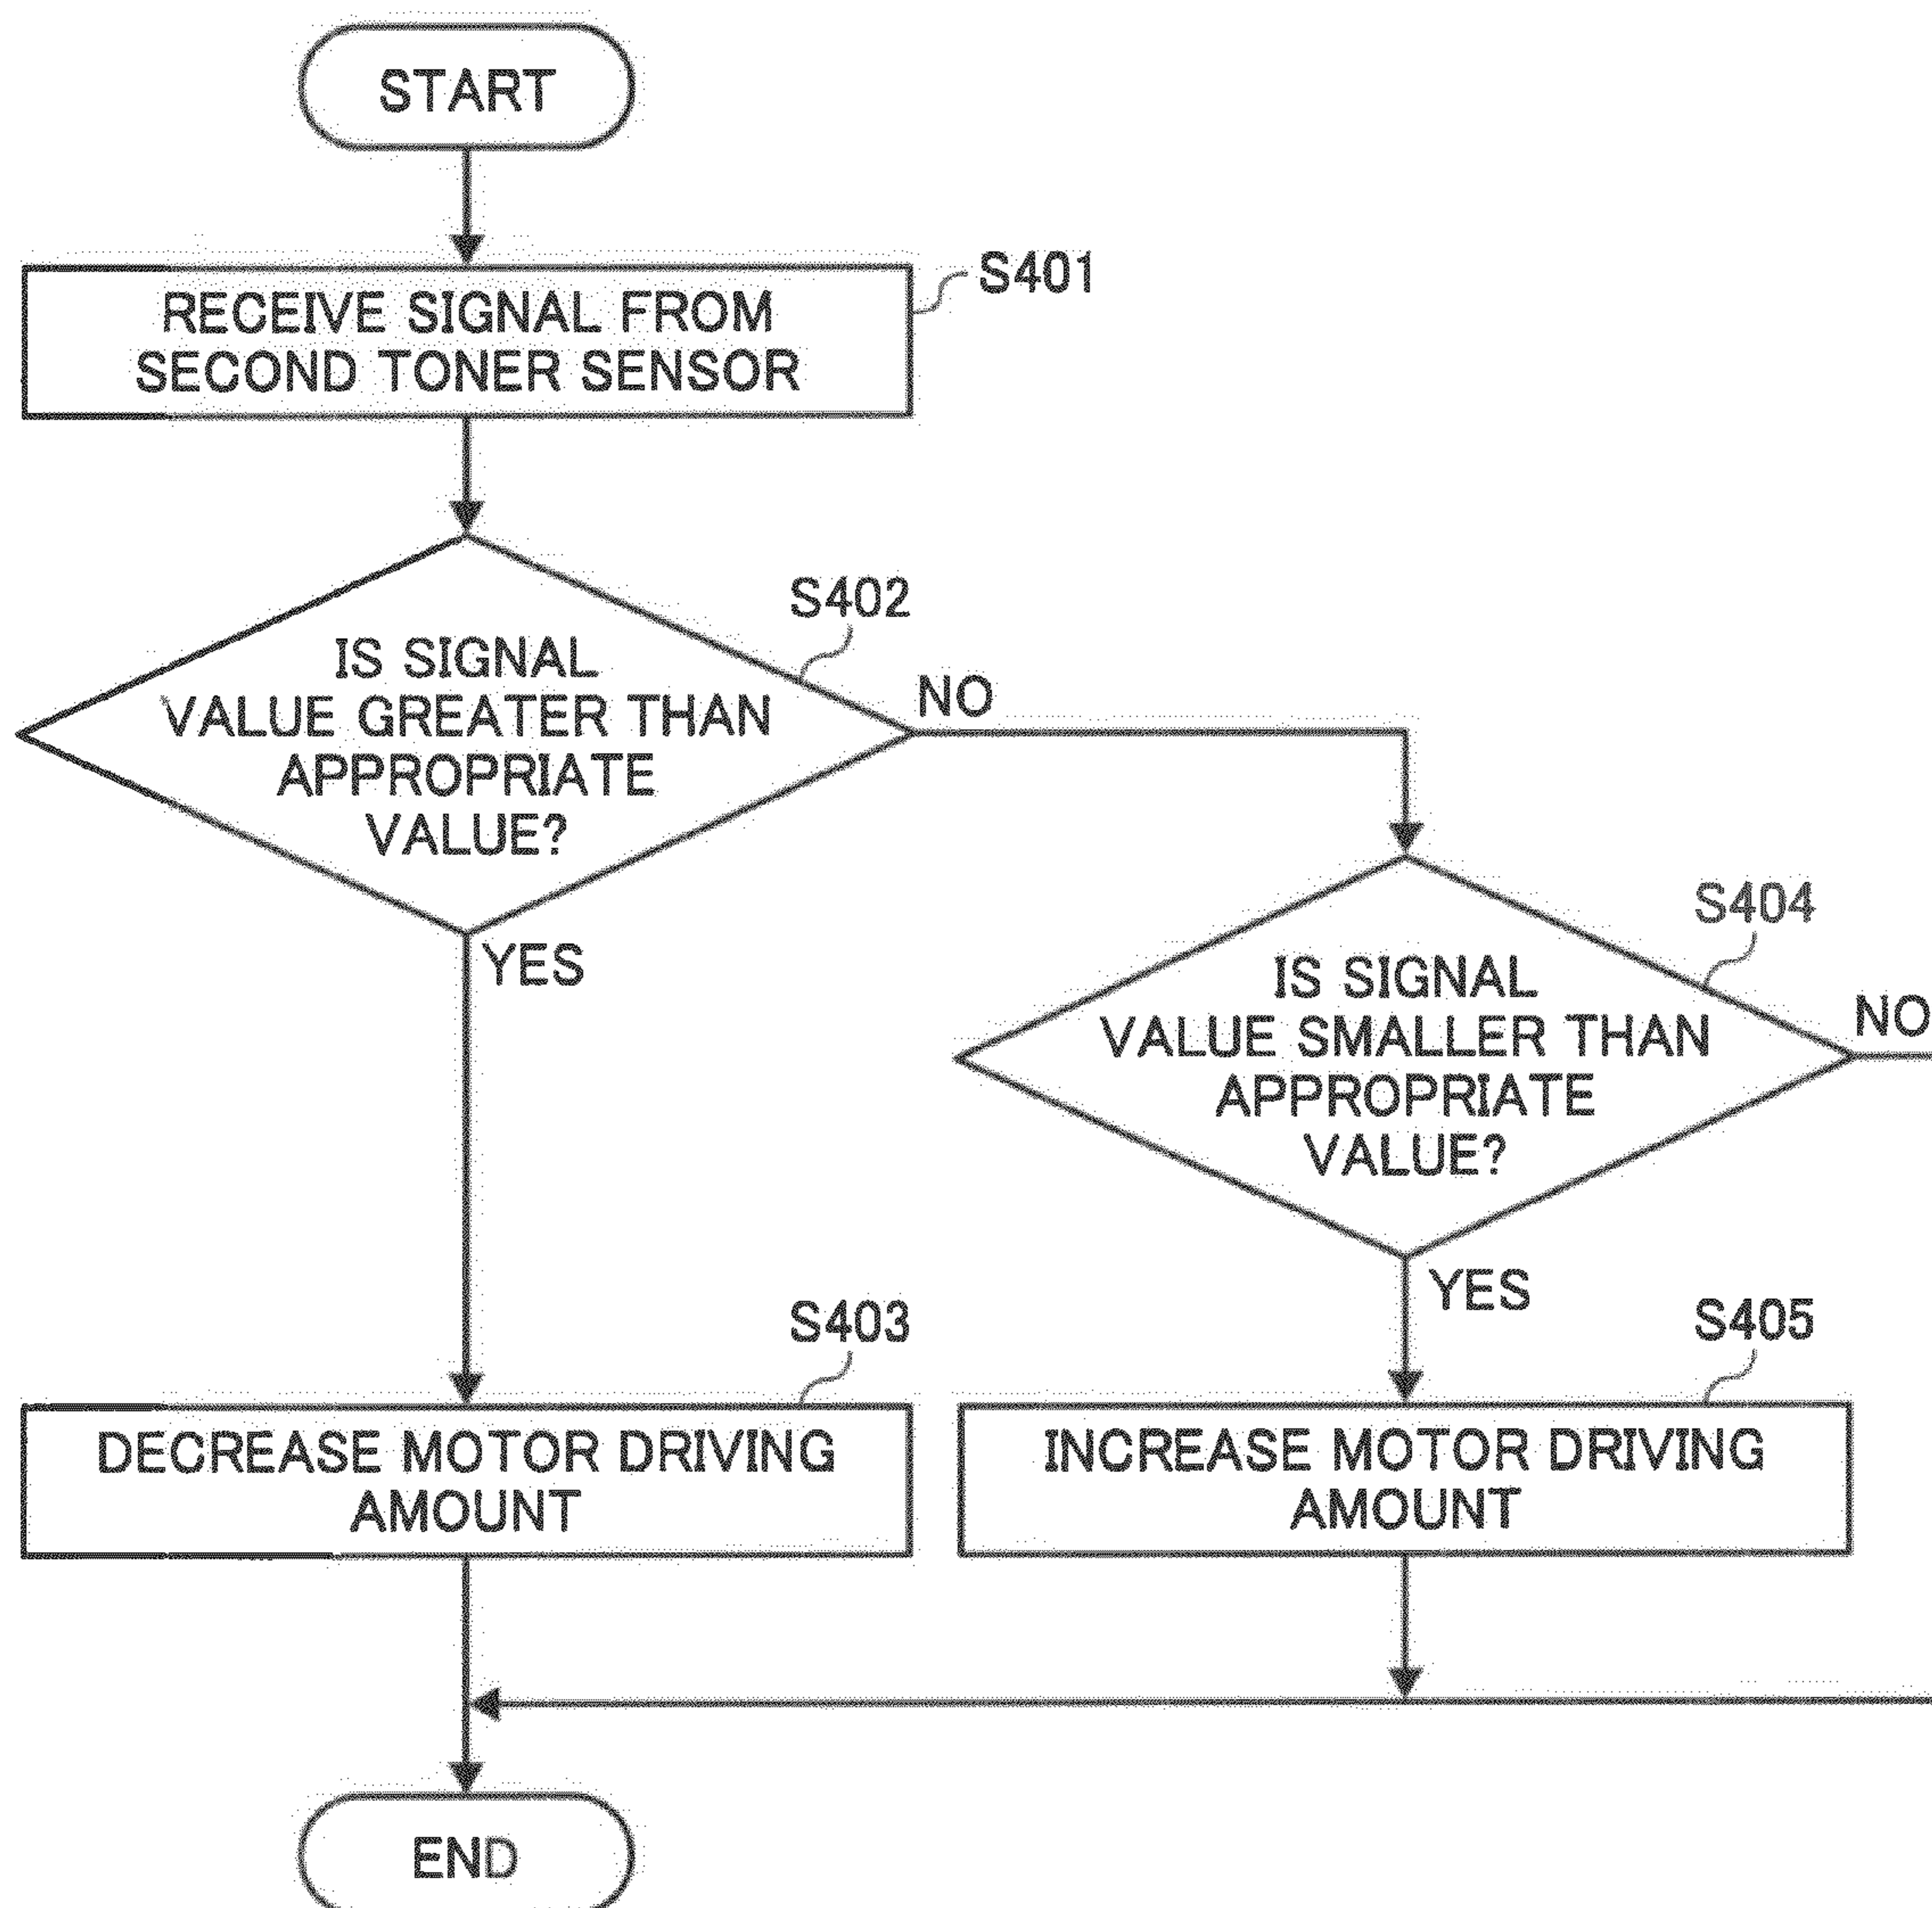 START
S401
RECEIVE SIGNAL FROM
SECOND TONER SENSOR
S402
IS SIGNAL
VALUE GREATER THAN
APPROPRIATE
VALUE?
NO
YES
S404
IS SIGNAL
VALUE SMALLER THAN
APPROPRIATE
VALUE?
NO
YES
S403
DECREASE MOTOR DRIVING
AMOUNT
S405
INCREASE MOTOR DRIVING
AMOUNT
END